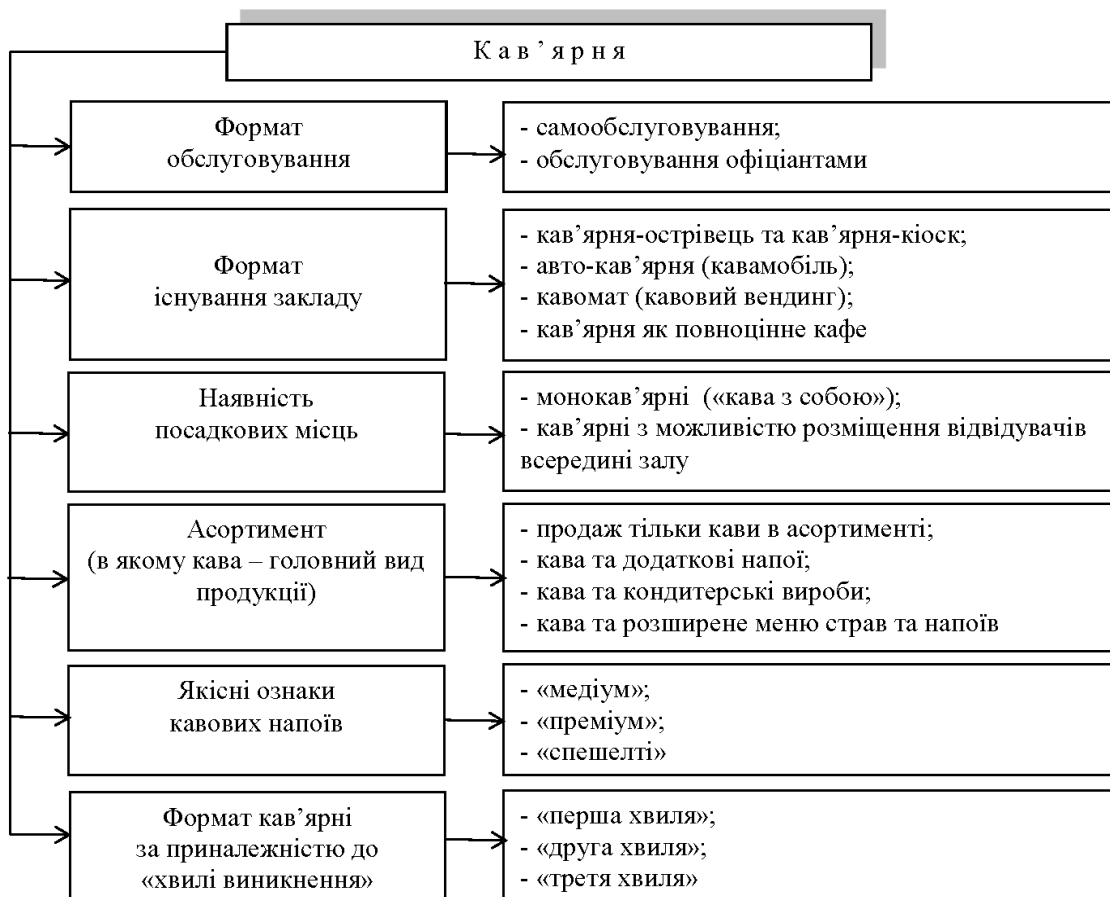 К а в ’ я р н я
Формат
обслуговування
- самообслуговування;
- обслуговування офіціантами
Формат
існування закладу
- кав’ярня-острівець та кав’ярня-кіоск;
- авто-кав’ярня (кавамобіль);
- кавомат (кавовий вендинг);
- кав’ярня як повноцінне кафе
Наявність
посадкових місць
- монокав’ярні («кава з собою»);
- кав’ярні з можливістю розміщення відвідувачів
всередині залу
Асортимент
(в якому кава – головний вид
продукції)
- продаж тільки кави в асортименті;
- кава та додаткові напої;
- кава та кондитерські вироби;
- кава та розширене меню страв та напоїв
Якісні ознаки
кавових напоїв
- «медіум»;
- «преміум»;
- «спешелті»
Формат кав’ярні
за приналежністю до
«хвилі виникнення»
- «перша хвиля»;
- «друга хвиля»;
- «третя хвиля»